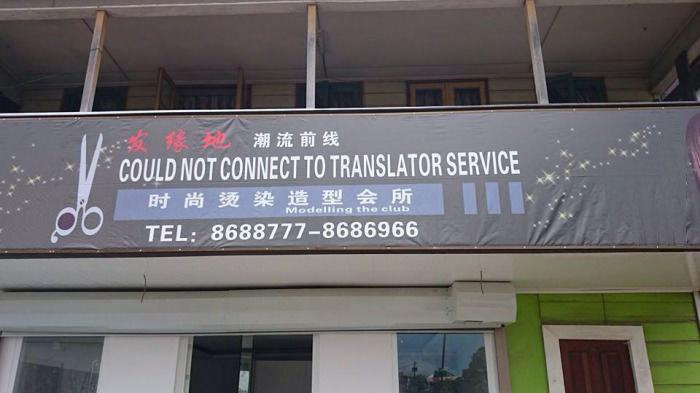 发缘地 潮流前线
COULD NOT CONNECT TO TRANSLATOR SERVICE
时尚烫染造型会所
Modelling the club
TEL: 8688777-8686966